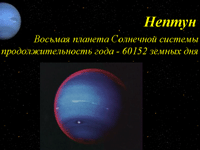 Нептун
Восьмая планета Солнечной системы
продолжительность года - 60152 земных дня